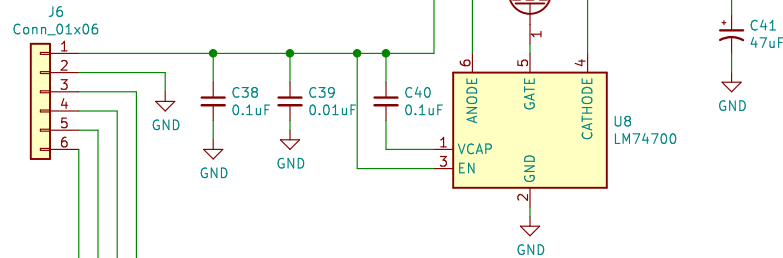 J6
Conn_01x06
1
2
3
4
5
6
C38
0.1uF
GND
GND
C39
0.01uF
GND
C40
0.1uF
1
6
5
4
ANODE
GATE
CATHODE
1
VCAP
3
EN
GND
2
GND
U8
LM74700
+
C41
47uF
GND